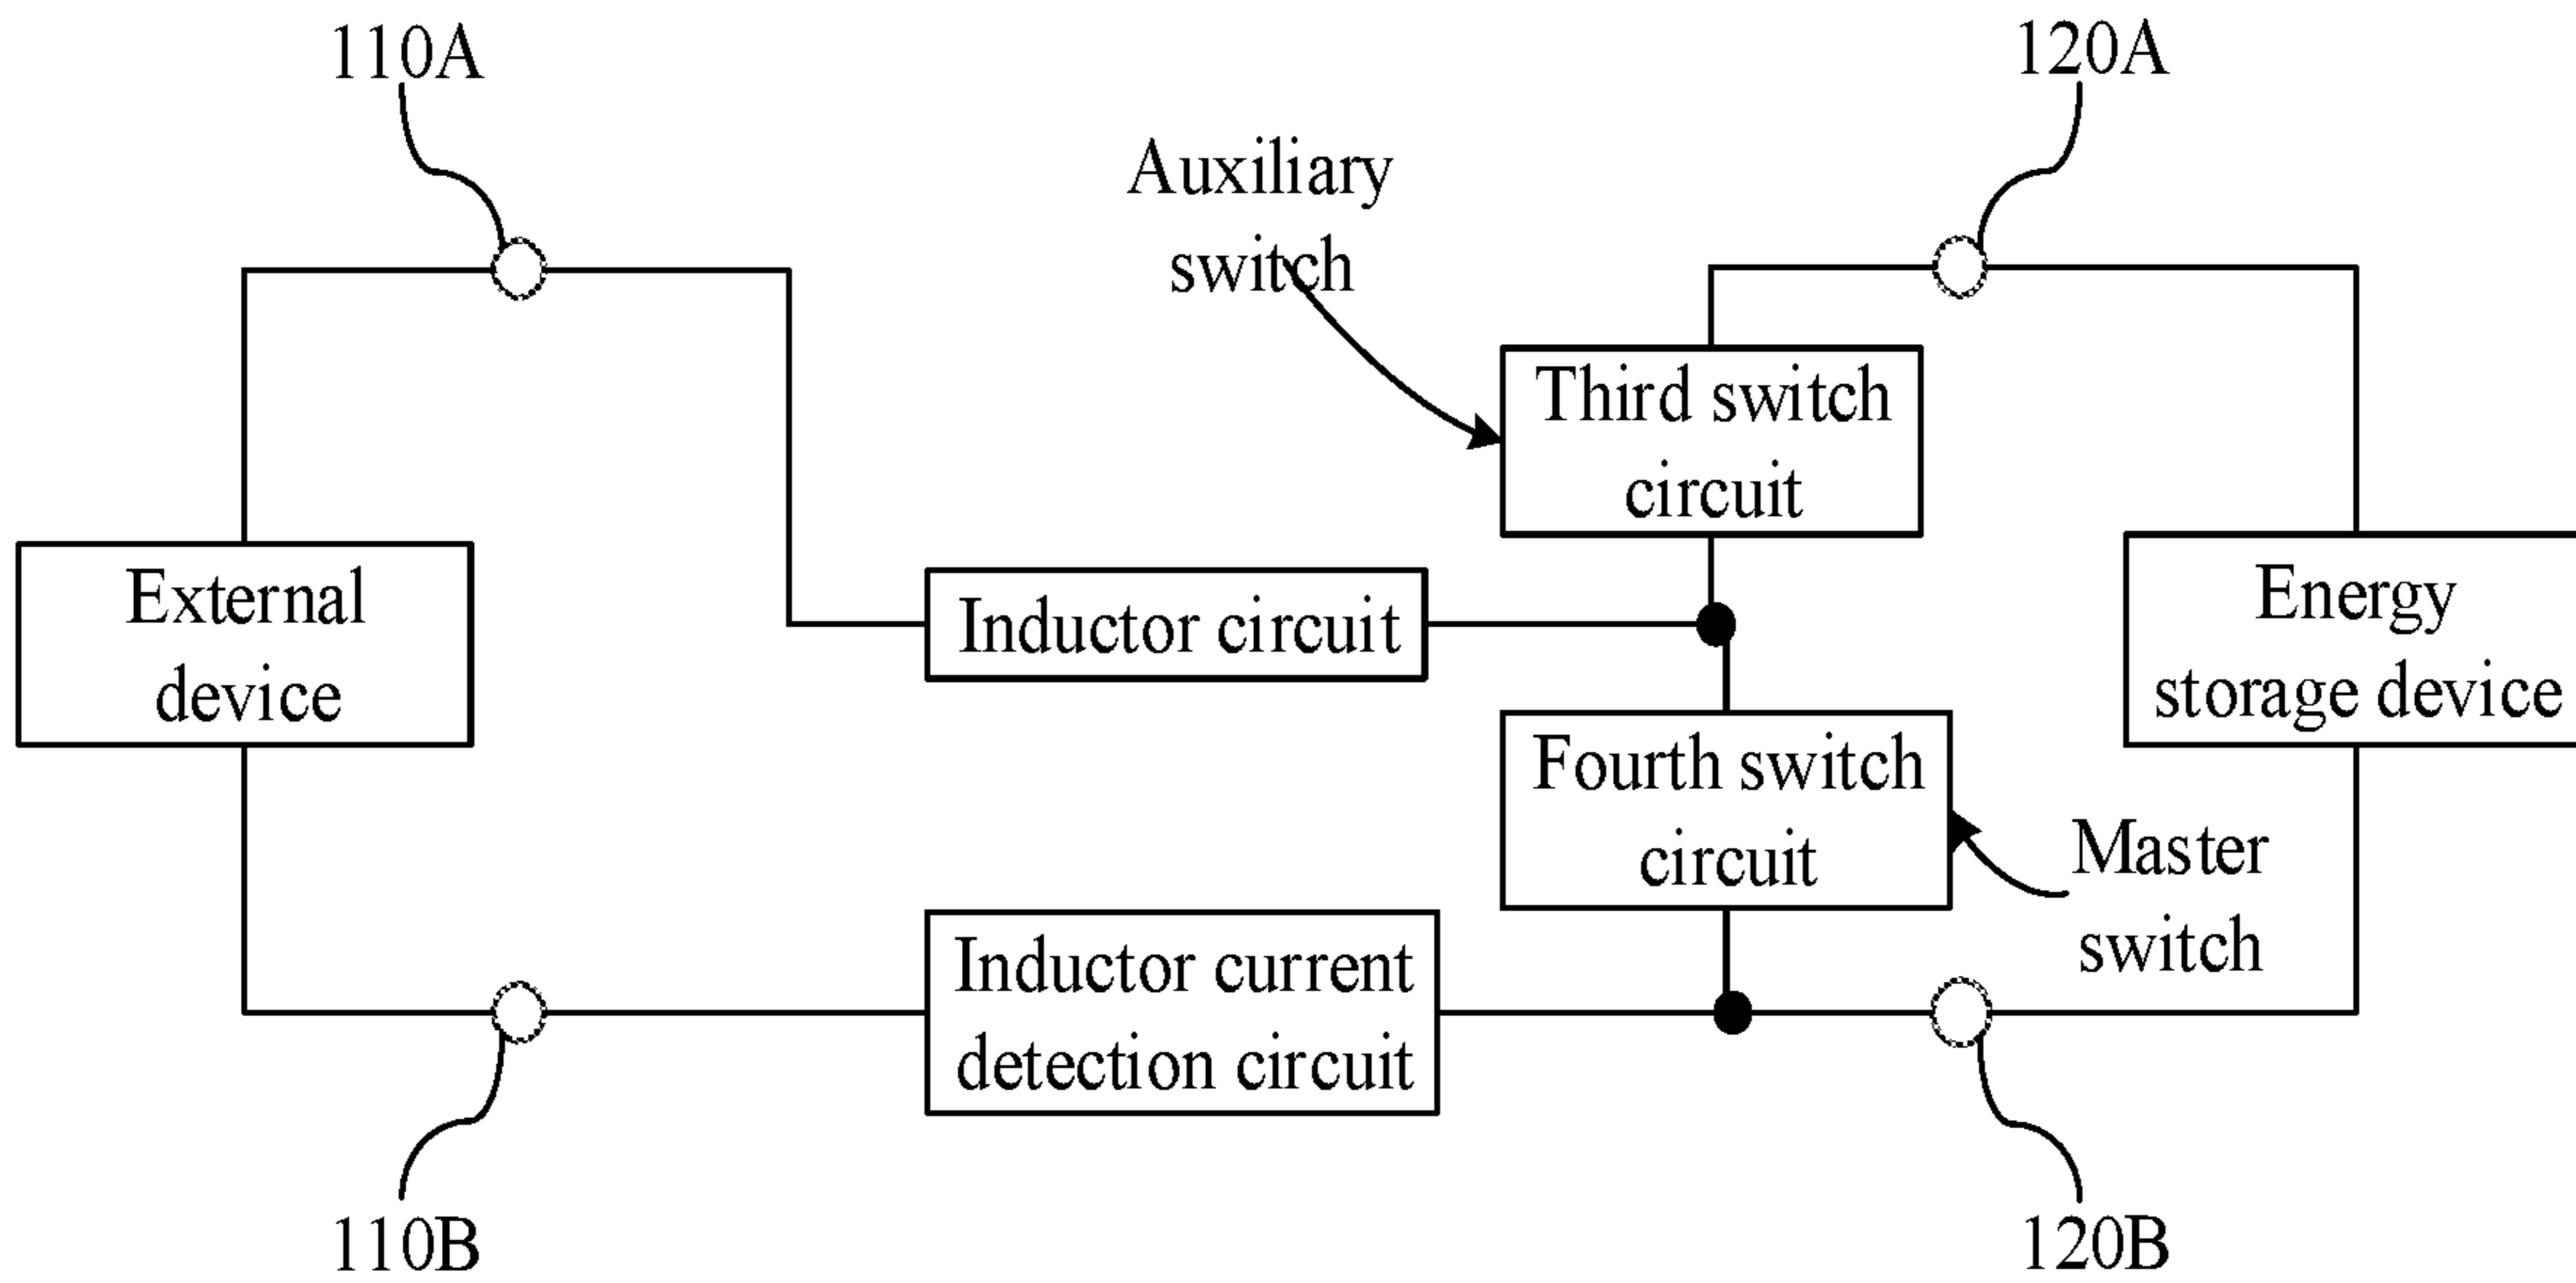 110A
120A
Auxiliary
switch
Third switch
circuit
External
device
Inductor circuit
Energy
storage device
Fourth switch
circuit
Master
switch
Inductor current
detection circuit
110B
120B